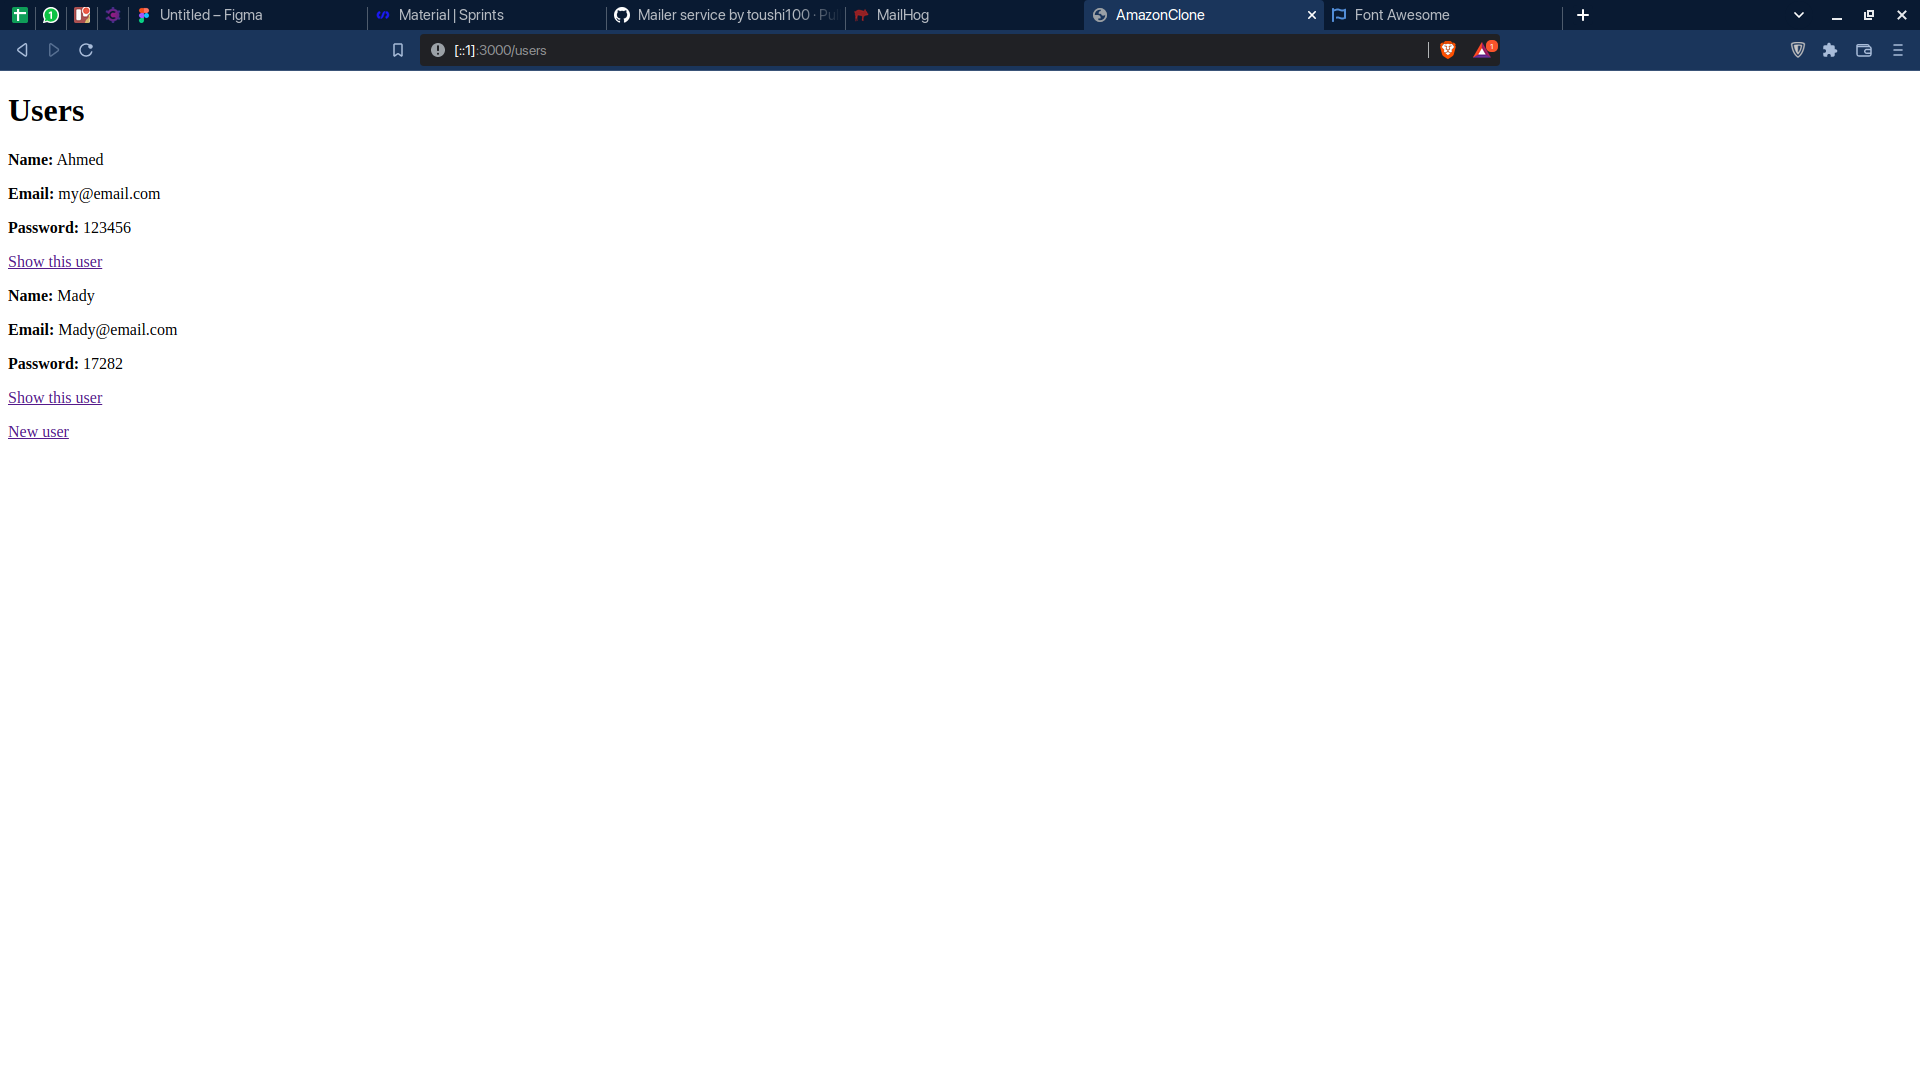 Untitled – Figma
Material | Sprints
Mailer service by toushi100 · Pu
MailHog
AmazonClone
Font Awesome
1
[::1]:3000/users
1
Users
Name: Ahmed
Email: my@email.com
Password: 123456
Show this user
Name: Mady
Email: Mady@email.com
Password: 17282
Show this user
New user